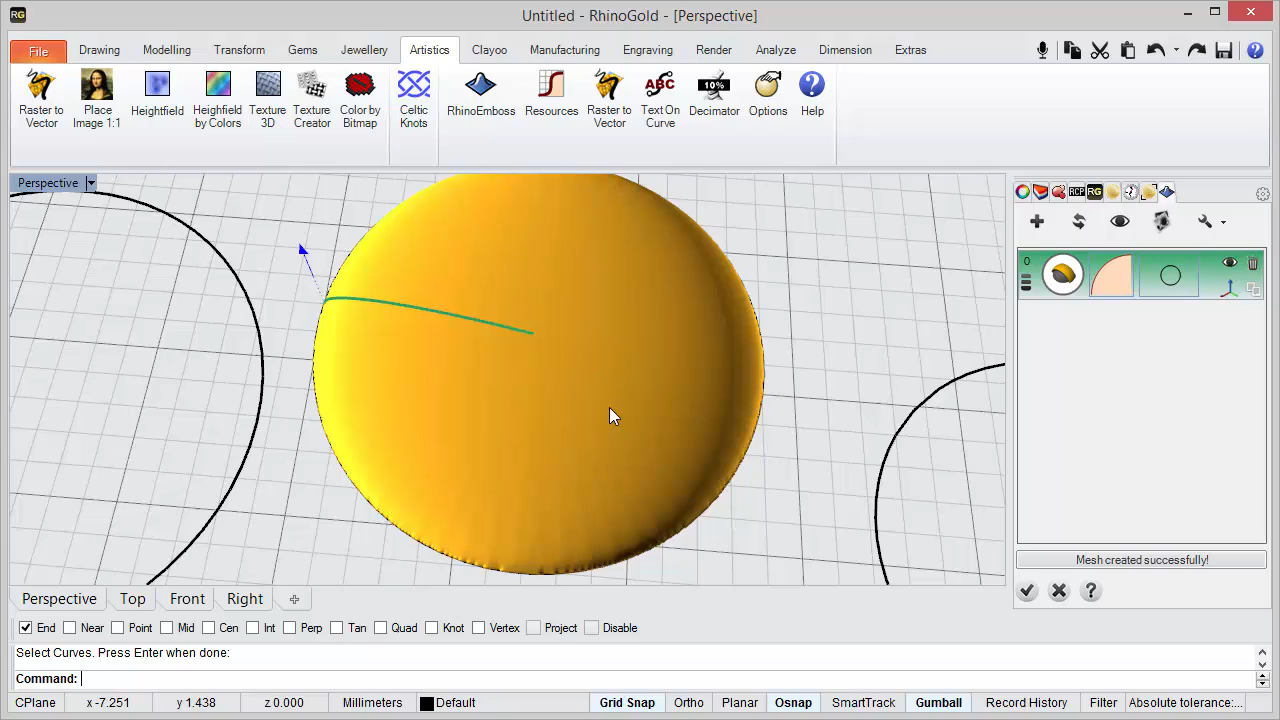 RG
Untitled - RhinoGold - [Perspective]
File
Drawing
Modelling
Transform
Gems
Jewellery
Artistics
Clayoo
Manufacturing
Engraving
Render
Analyze
Dimension
Extras
Raster to
Vector
Place
Image 1:1
Heightfield
Heighfield
by Colors
Texture
3D
Texture
Creator
Color by
Bitmap
Celtic
Knots
RhinoEmboss
Resources
Raster to
Vector
ABC
Text On
Curve
10%
Decimator
Options
Help
Perspective
RCP RG
0
Mesh created successfully!
Perspective
Top
Front
Right
End Near Point Mid Cen Int Perp Tan Quad Knot Vertex Project Disable
Select Curves. Press Enter when done:
Command:
CPlane
x -7.251
y 1.438
z 0.000
Millimeters
Default
Grid Snap
Ortho
Planar
Osnap
SmartTrack
Gumball
Record History
Filter
Absolute tolerance...